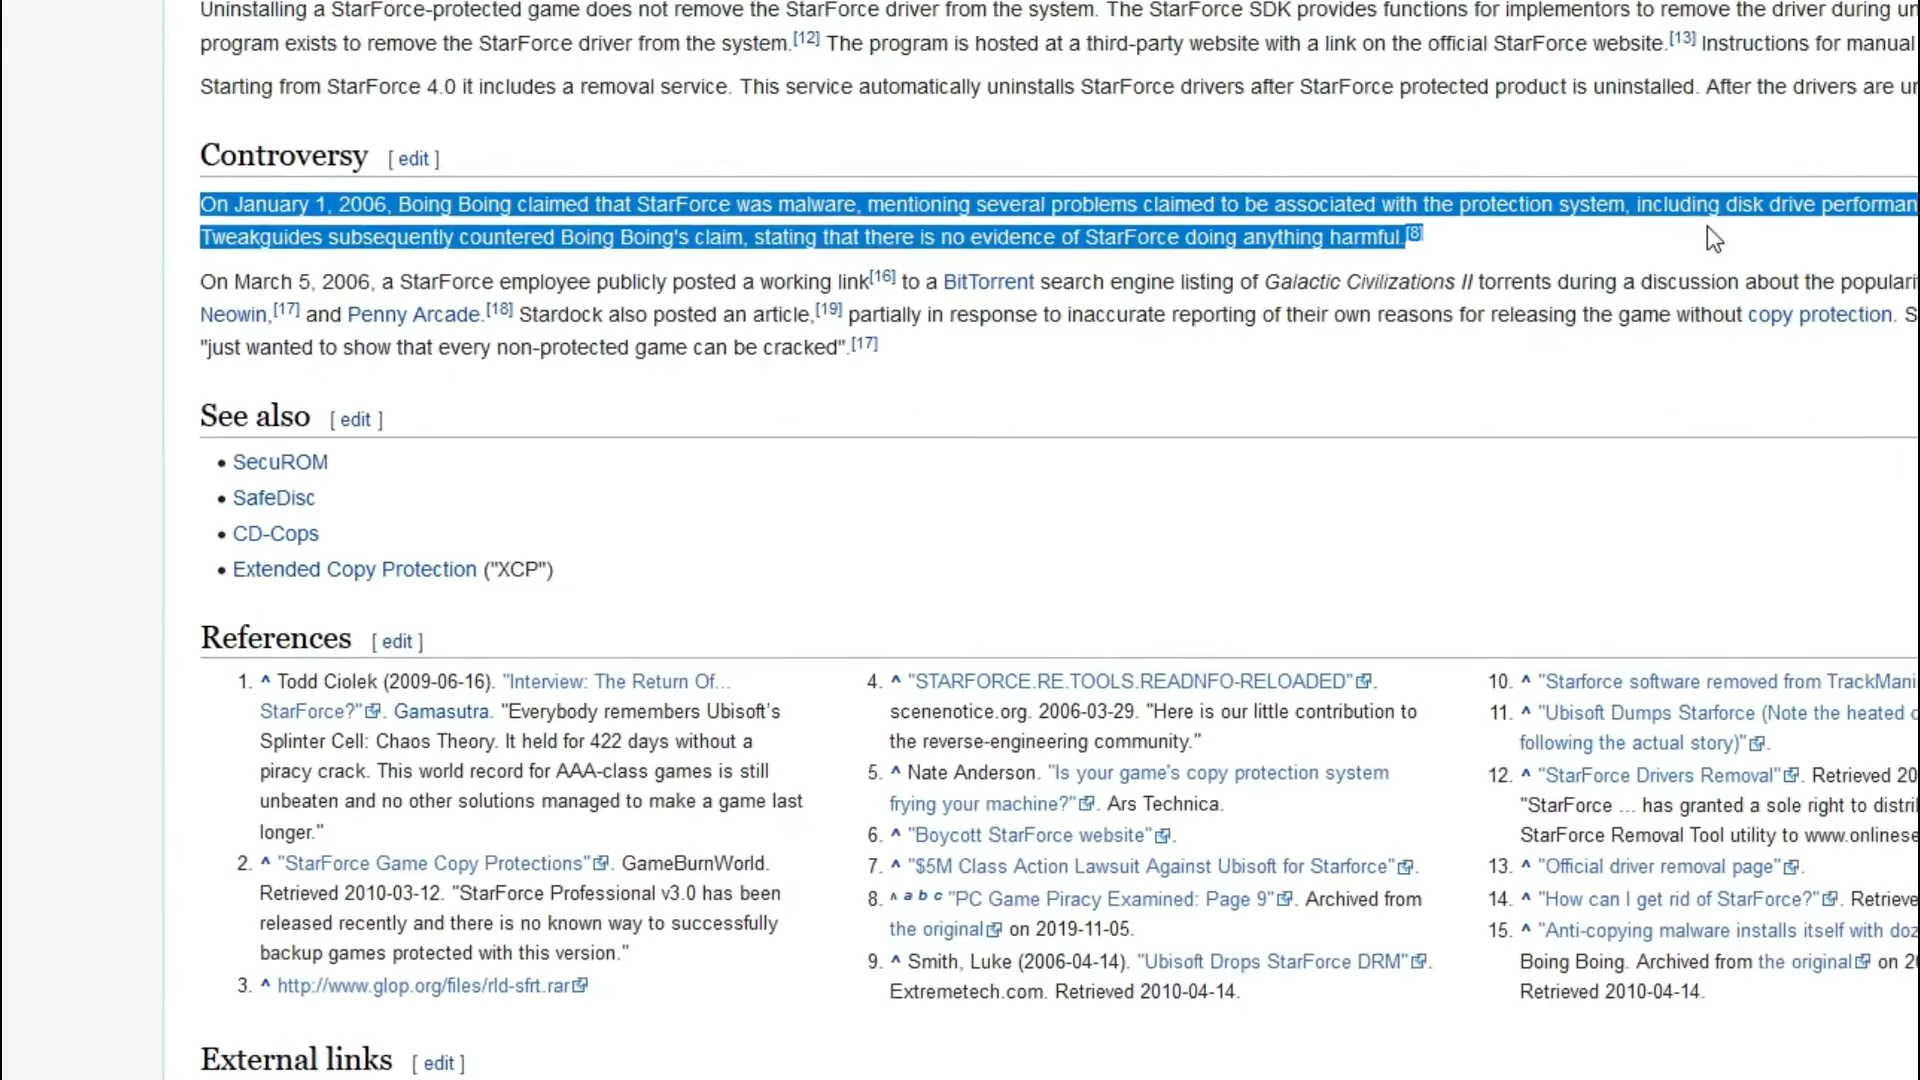 Uninstalling a StarForce-protected game does not remove the StarForce driver from the system. The StarForce SDK provides functions for implementors to remove the driver during
program exists to remove the StarForce driver from the system.[12] The program is hosted at a third-party website with a link on the official StarForce website.[13] Instructions for manual
Starting from StarForce 4.0 it includes a removal service. This service automatically uninstalls StarForce drivers after StarForce protected product is uninstalled. After the drivers are
Controversy [ edit ]
On January 1, 2006, Boing Boing claimed that StarForce was malware, mentioning several problems claimed to be associated with the protection system, including disk drive performan
Tweakguides subsequently countered Boing Boing's claim, stating that there is no evidence of StarForce doing anything harmful.[8]
On March 5, 2006, a StarForce employee publicly posted a working link[16] to a BitTorrent search engine listing of Galactic Civilizations II torrents during a discussion about the populari
Neowin,[17] and Penny Arcade.[18] Stardock also posted an article,[19] partially in response to inaccurate reporting of their own reasons for releasing the game without copy protection. S
"just wanted to show that every non-protected game can be cracked".[17]
See also [ edit ]
• SecuROM
• SafeDisc
• CD-Cops
• Extended Copy Protection ("XCP")
References [ edit ]
1. ^ Todd Ciolek (2009-06-16). "Interview: The Return Of...
StarForce?". Gamasutra. "Everybody remembers Ubisoft's
Splinter Cell: Chaos Theory. It held for 422 days without a
piracy crack. This world record for AAA-class games is still
unbeaten and no other solutions managed to make a game last
longer."
2. ^ "StarForce Game Copy Protections". GameBurnWorld.
Retrieved 2010-03-12. "StarForce Professional v3.0 has been
released recently and there is no known way to successfully
backup games protected with this version."
3. ^ http://www.glop.org/files/rld-sfrt.rar
4. ^ "STARFORCE.RE.TOOLS.READNFO-RELOADED".
scenenotice.org. 2006-03-29. "Here is our little contribution to
the reverse-engineering community."
5. ^ Nate Anderson. "Is your game's copy protection system
frying your machine?". Ars Technica.
6. ^ "Boycott StarForce website".
7. ^ "$5M Class Action Lawsuit Against Ubisoft for Starforce".
8. ^ a b c "PC Game Piracy Examined: Page 9". Archived from
the original on 2019-11-05.
9. ^ Smith, Luke (2006-04-14). "Ubisoft Drops StarForce DRM".
Extremetech.com. Retrieved 2010-04-14.
10. ^ "Starforce software removed from TrackMani
11. ^ "Ubisoft Dumps Starforce (Note the heated
following the actual story)".
12. ^ "StarForce Drivers Removal". Retrieved 20
"StarForce ... has granted a sole right to distri
StarForce Removal Tool utility to www.onlinese
13. ^ "Official driver removal page".
14. ^ "How can I get rid of StarForce?". Retrieve
15. ^ "Anti-copying malware installs itself with doz
Boing Boing. Archived from the original on 2
Retrieved 2010-04-14.
External links [ edit ]